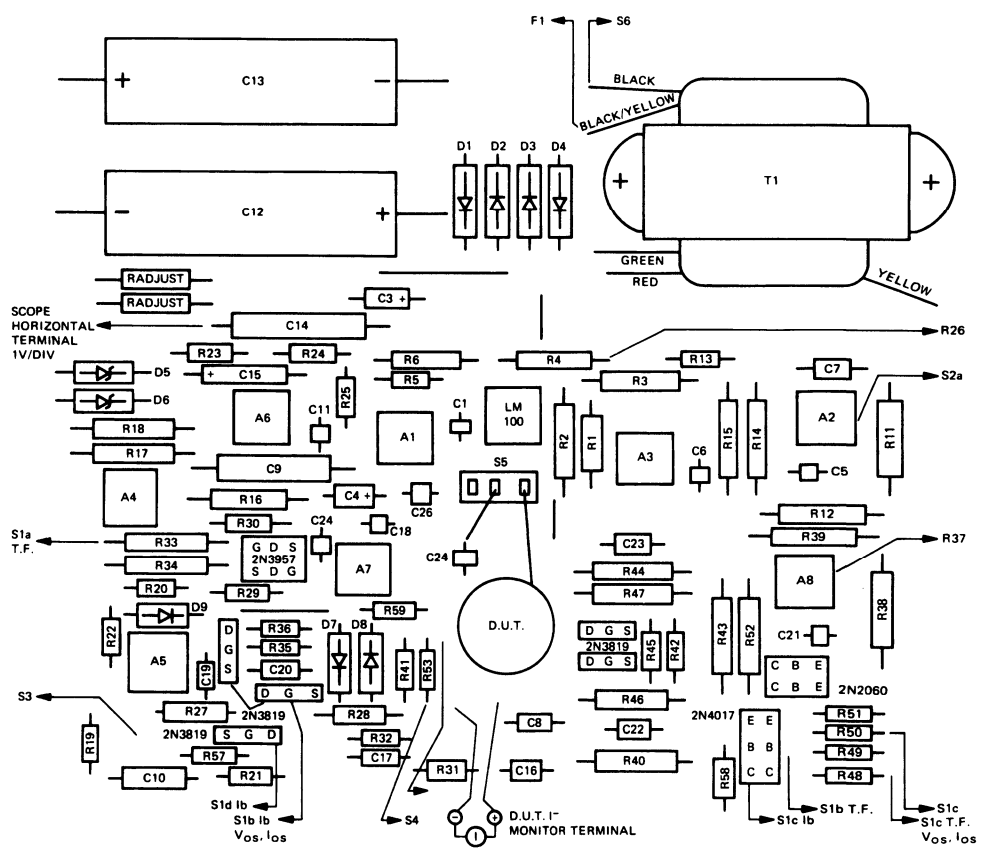 F1
S6
BLACK
BLACK/YELLOW
+ C13 −
D1 D2 D3 D4
+ T1 +
− C12 +
GREEN
RED
YELLOW
RADJUST
RADJUST
C3 +
SCOPE
HORIZONTAL
TERMINAL
1V/DIV
C14
R26
R23
R24
R6
R4
R13
D5
+ C15
R5
R3
C7
S2a
D6
R25
A6
C11
C1
LM
100
R2
R1
R15
R14
A2
R11
R18
A1
A3
C6
R17
C9
S5
C5
A4
R16
C4 +
C26
R12
R30
C24
C18
R39
S1a
T.F.
R33
G D S
2N3957
S D G
C23
R37
R34
A7
C24
R44
A8
R20
R29
R47
R38
D9
R59
D.U.T.
R43
R52
R22
D
G
S
R36
D7
D8
D G S
2N3819
D G S
R45
R42
C21
A5
R35
R41
R53
C19
C20
C B E
C B E
S3
D G S
R46
2N2060
R27
2N3819
R28
C8
2N4017
R51
R19
2N3819
S G D
R32
C22
E E
B B
C C
R50
R57
C17
R49
C10
R21
R31
C16
R40
R58
R48
S1d Ib
S1b Ib
VOS, IOS
S4
− I +
D.U.T. I−
MONITOR TERMINAL
S1c Ib
S1b T.F.
S1c
S1c T.F.
VOS, IOS